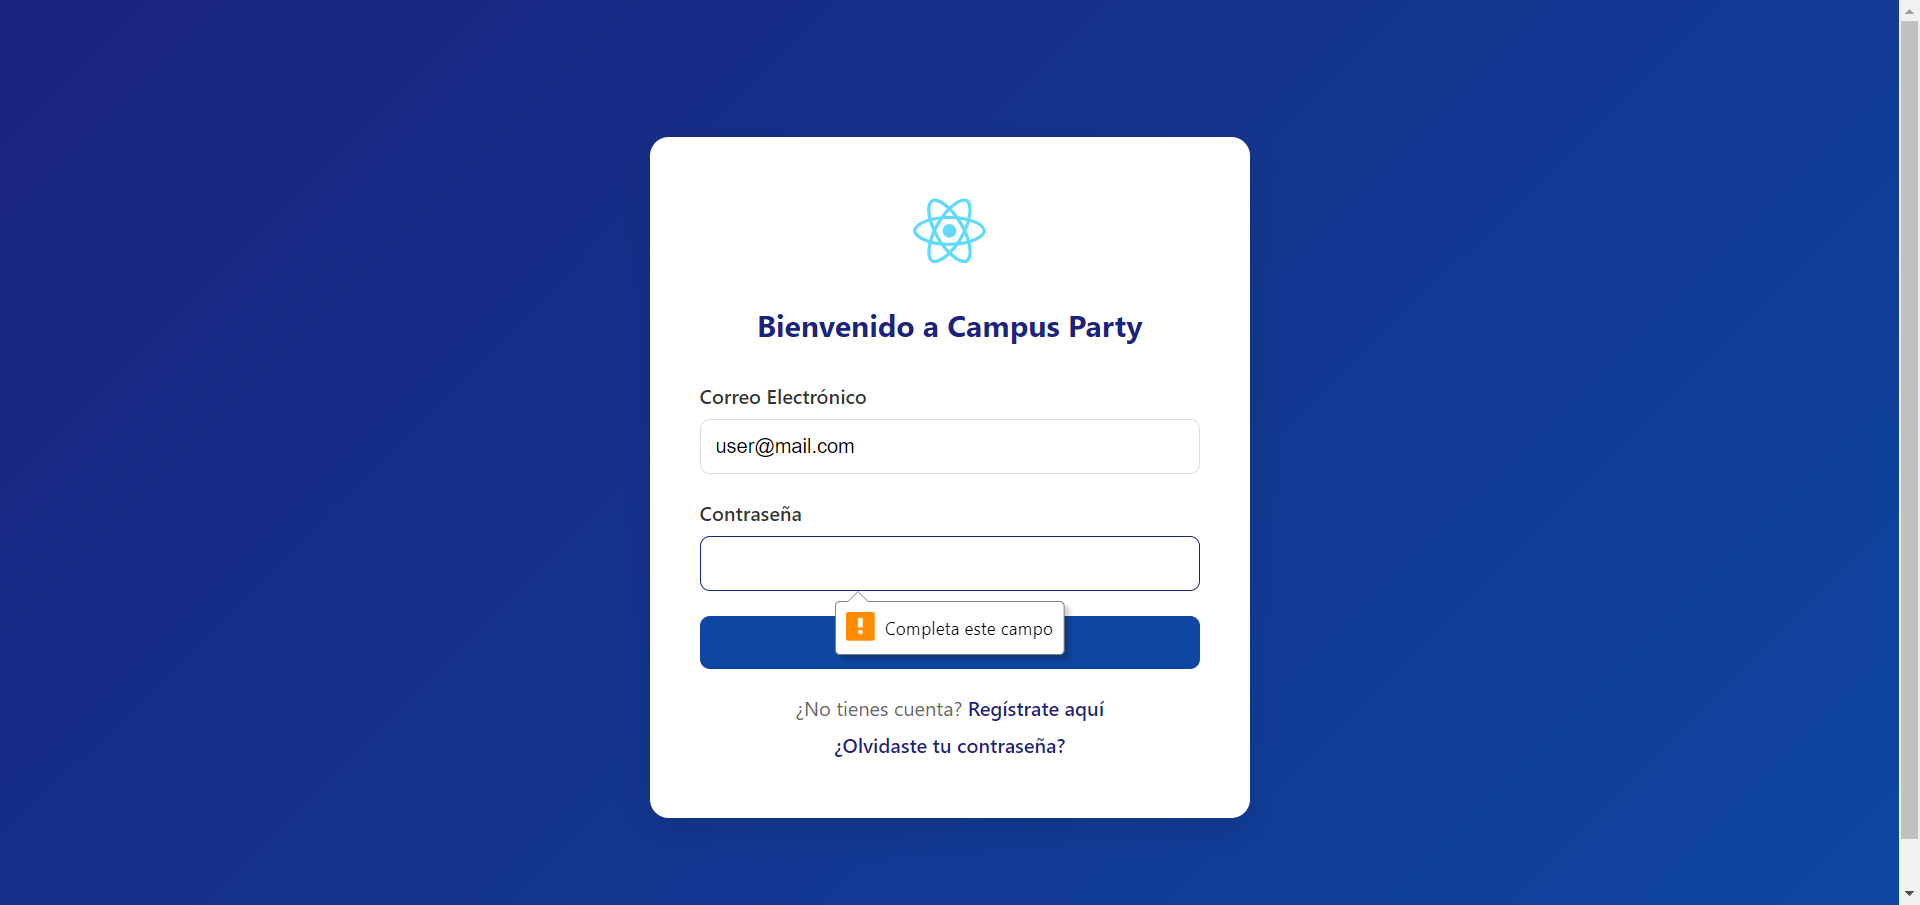 Bienvenido a Campus Party
Correo Electrónico
user@mail.com
Contraseña
Completa este campo
¿No tienes cuenta? Regístrate aquí
¿Olvidaste tu contraseña?